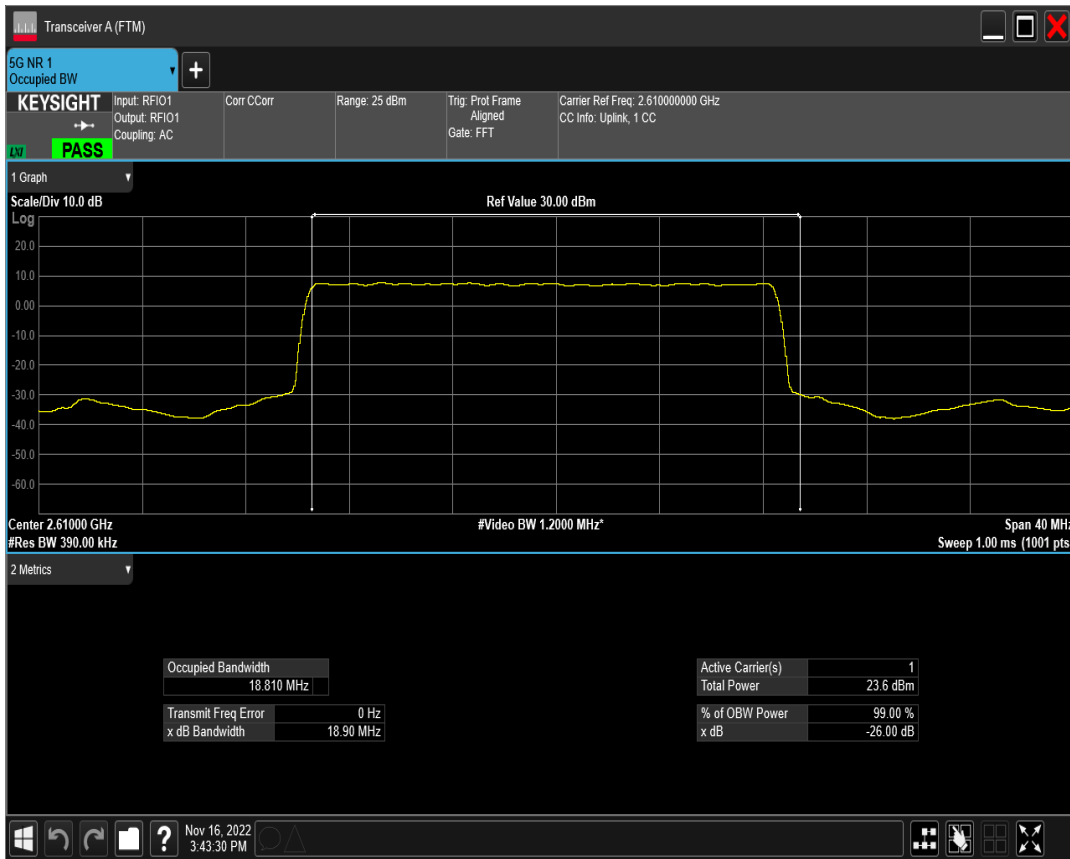 Transceiver A (FTM)
5G NR 1
Occupied BW
+
KEYSIGHT
LXI
PASS
Input: RFIO1
Output: RFIO1
Coupling: AC
Corr CCorr
Range: 25 dBm
Trig: Prot Frame
Aligned
Gate: FFT
Carrier Ref Freq: 2.610000000 GHz
CC Info: Uplink, 1 CC
1 Graph
Scale/Div 10.0 dB
Ref Value 30.00 dBm
Log
20.0
10.0
0.00
-10.0
-20.0
-30.0
-40.0
-50.0
-60.0
Center 2.61000 GHz
#Video BW 1.2000 MHz*
Span 40 MHz
#Res BW 390.00 kHz
Sweep 1.00 ms (1001 pts
2 Metrics
Occupied Bandwidth
18.810 MHz
Transmit Freq Error 0 Hz
x dB Bandwidth 18.90 MHz
Active Carrier(s) 1
Total Power 23.6 dBm
% of OBW Power 99.00 %
x dB -26.00 dB
?
Nov 16, 2022
3:43:30 PM